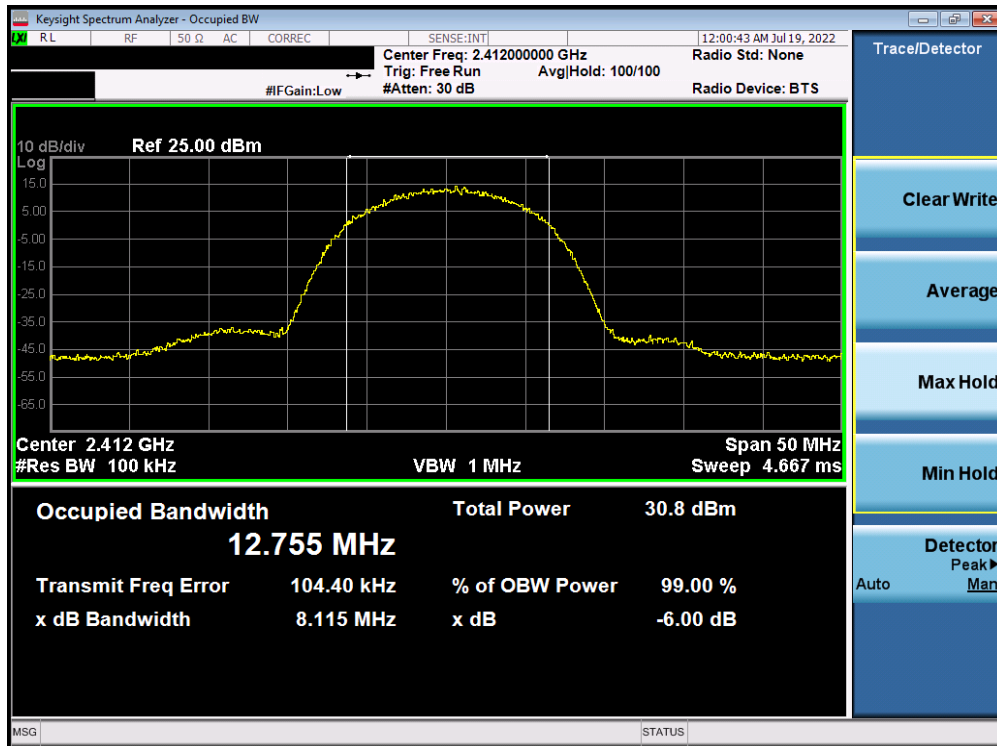 Keysight Spectrum Analyzer - Occupied BW
LXI RL RF 50 Ω AC CORREC SENSE:INT 12:00:43 AM Jul 19, 2022
Center Freq: 2.412000000 GHz Radio Std: None
Trig: Free Run Avg|Hold: 100/100
#IFGain:Low #Atten: 30 dB Radio Device: BTS
Trace/Detector
10 dB/div Ref 25.00 dBm
Log
15.0
5.00
-5.00
-15.0
-25.0
-35.0
-45.0
-55.0
-65.0
Center 2.412 GHz Span 50 MHz
#Res BW 100 kHz VBW 1 MHz Sweep 4.667 ms
Occupied Bandwidth Total Power 30.8 dBm
12.755 MHz
Transmit Freq Error 104.40 kHz % of OBW Power 99.00 %
x dB Bandwidth 8.115 MHz x dB -6.00 dB
Clear Write
Average
Max Hold
Min Hold
Detector
Peak
Auto Man
MSG STATUS